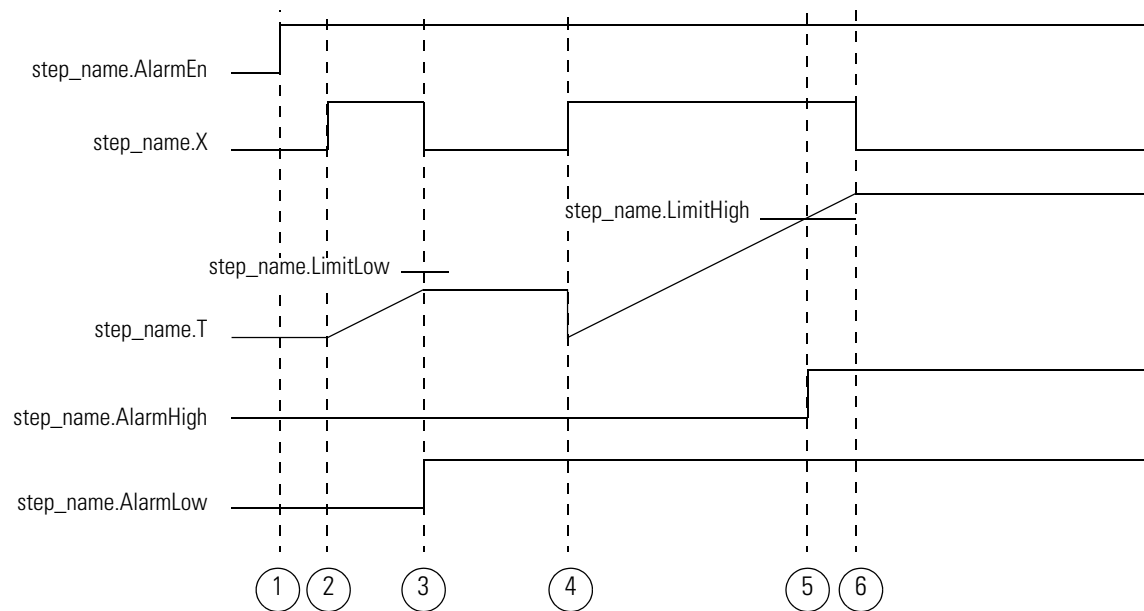 step_name.AlarmEn
step_name.X
step_name.LimitHigh
step_name.LimitLow
step_name.T
step_name.AlarmHigh
step_name.AlarmLow
1 2 3 4 5 6